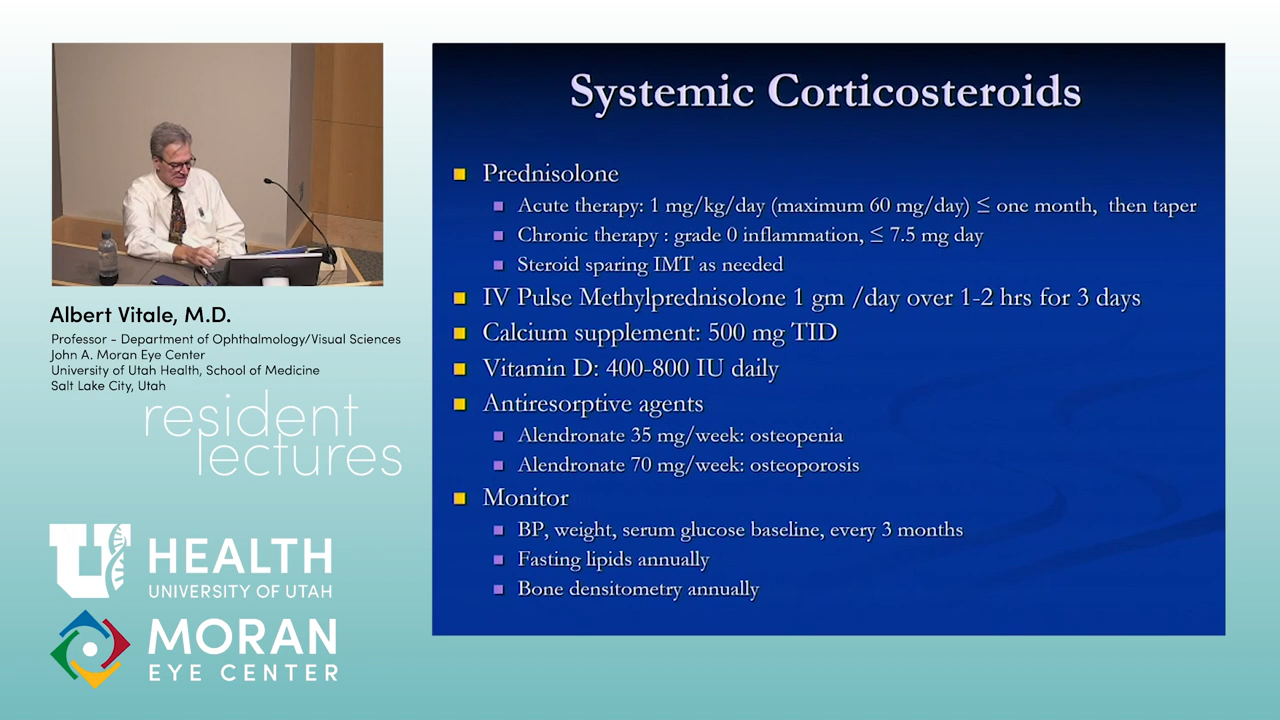 Systemic Corticosteroids
Prednisolone
Acute therapy: 1 mg/kg/day (maximum 60 mg/day) ≤ one month, then taper
Chronic therapy : grade 0 inflammation, ≤ 7.5 mg day
Steroid sparing IMT as needed
IV Pulse Methylprednisolone 1 gm /day over 1-2 hrs for 3 days
Calcium supplement: 500 mg TID
Vitamin D: 400-800 IU daily
Antiresorptive agents
Alendronate 35 mg/week: osteopenia
Alendronate 70 mg/week: osteoporosis
Monitor
BP, weight, serum glucose baseline, every 3 months
Fasting lipids annually
Bone densitometry annually
Albert Vitale, M.D.
Professor - Department of Ophthalmology/Visual Sciences
John A. Moran Eye Center
University of Utah Health, School of Medicine
Salt Lake City, Utah
resident
lectures
U HEALTH
UNIVERSITY OF UTAH
MORAN
EYE CENTER